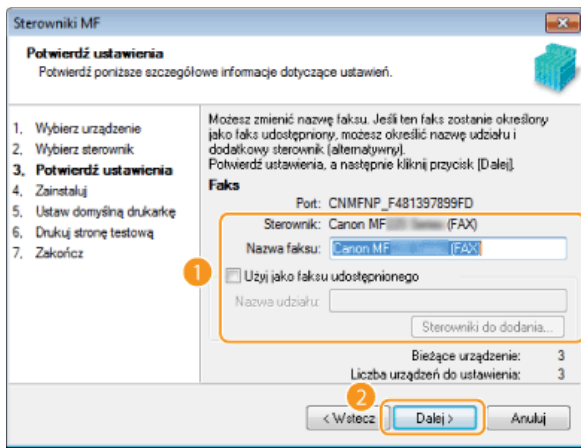 Sterowniki MF
Potwierdź ustawienia
Potwierdź poniższe szczegółowe informacje dotyczące ustawień.
1. Wybierz urządzenie
2. Wybierz sterownik
3. Potwierdź ustawienia
4. Zainstaluj
5. Ustaw domyślną drukarkę
6. Drukuj stronę testową
7. Zakończ
Możesz zmienić nazwę faksu. Jeśli ten faks zostanie określony
jako faks udostępniony, możesz określić nazwę udziału i
dodatkowy sterownik (alternatywny).
Potwierdź ustawienia, a następnie kliknij przycisk [Dalej].
Faks
Port: CNMFNP_F481397899FD
Sterownik: Canon MF (FAX)
Nazwa faksu: Canon MF (FAX)
1
Użyj jako faksu udostępnionego
Nazwa udziału:
Sterowniki do dodania...
Bieżące urządzenie: 3
Liczba urządzeń do ustawienia: 3
2
< Wstecz
Dalej >
Anuluj